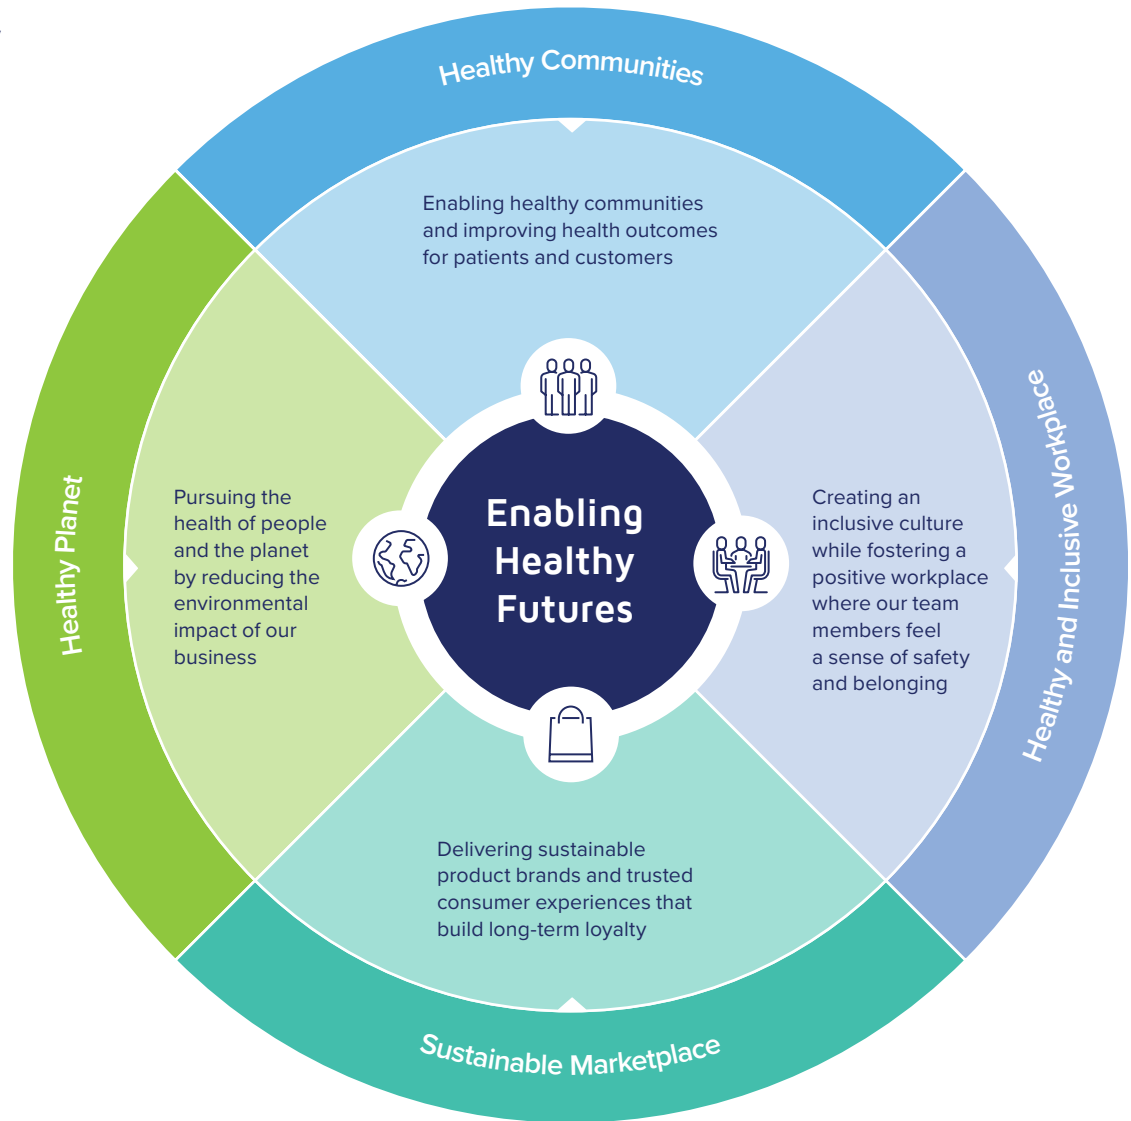 Healthy Communities
Enabling healthy communities
and improving health outcomes
for patients and customers
Healthy Planet
Pursuing the
health of people
and the planet
by reducing the
environmental
impact of our
business
Enabling
Healthy
Futures
Creating an
inclusive culture
while fostering a
positive workplace
where our team
members feel
a sense of safety
and belonging
Healthy and Inclusive Workplace
Delivering sustainable
product brands and trusted
consumer experiences that
build long-term loyalty
Sustainable Marketplace